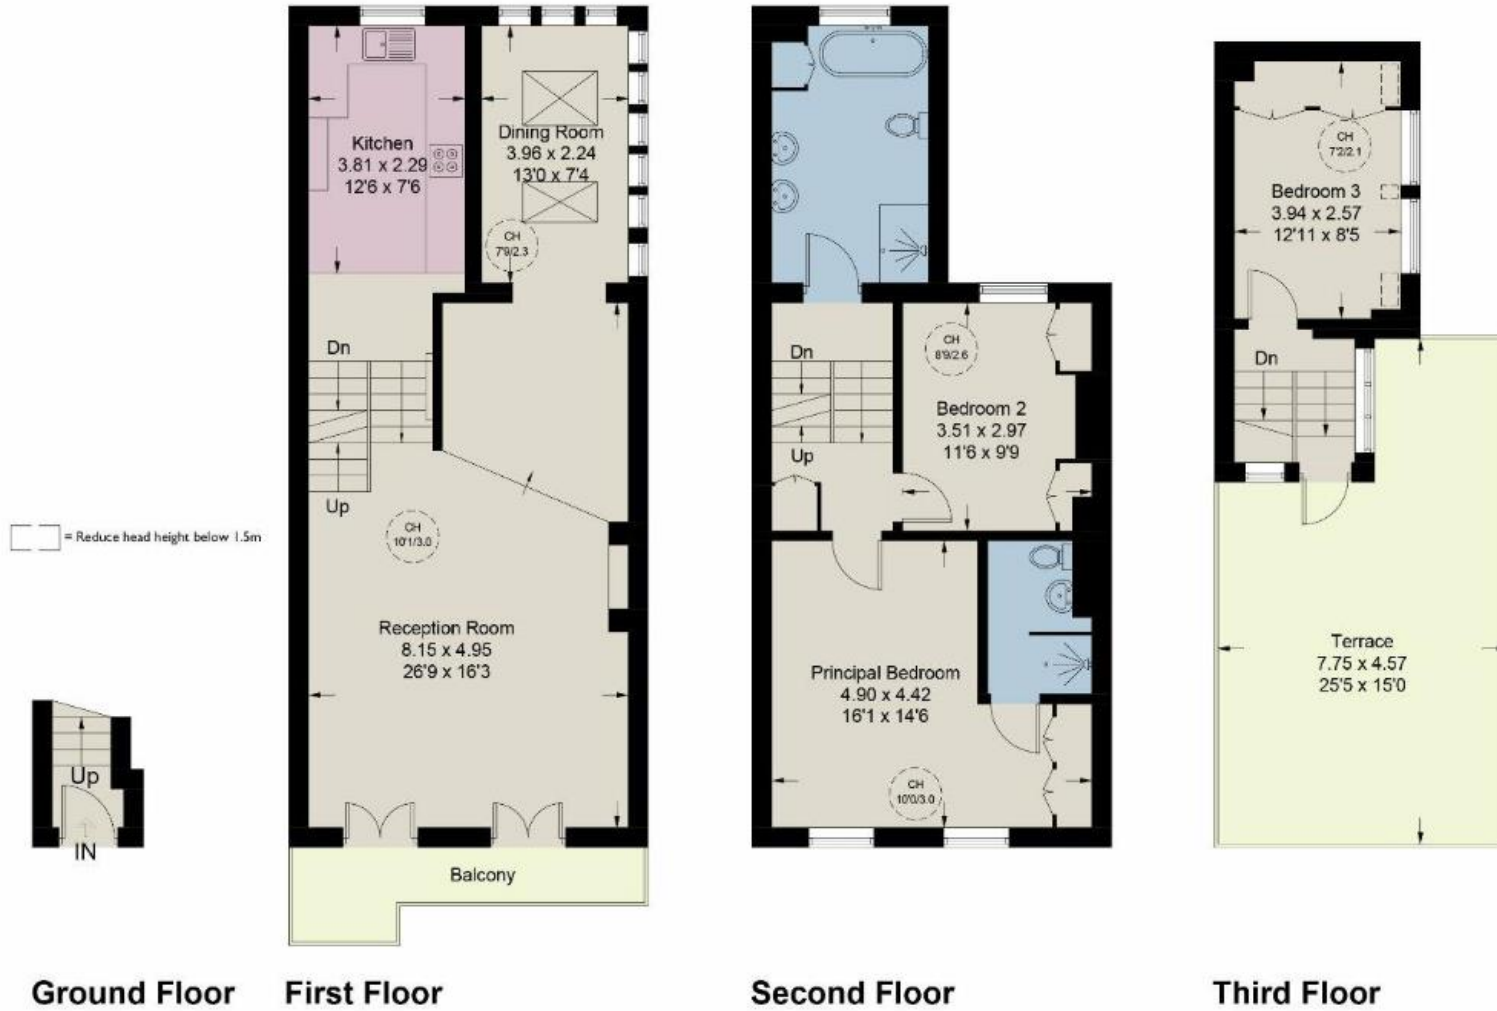 Kitchen
3.81 x 2.29
12'6 x 7'6
Dining Room
3.96 x 2.24
13'0 x 7'4
CH
7'9/2.3
Dn
Up
CH
10'1/3.0
Reception Room
8.15 x 4.95
26'9 x 16'3
Balcony
= Reduce head height below 1.5m
Up
IN
Dn
Up
CH
8'9/2.6
Bedroom 2
3.51 x 2.97
11'6 x 9'9
Principal Bedroom
4.90 x 4.42
16'1 x 14'6
CH
10'0/3.0
CH
7'2/2.1
Bedroom 3
3.94 x 2.57
12'11 x 8'5
Dn
Terrace
7.75 x 4.57
25'5 x 15'0
Ground Floor
First Floor
Second Floor
Third Floor